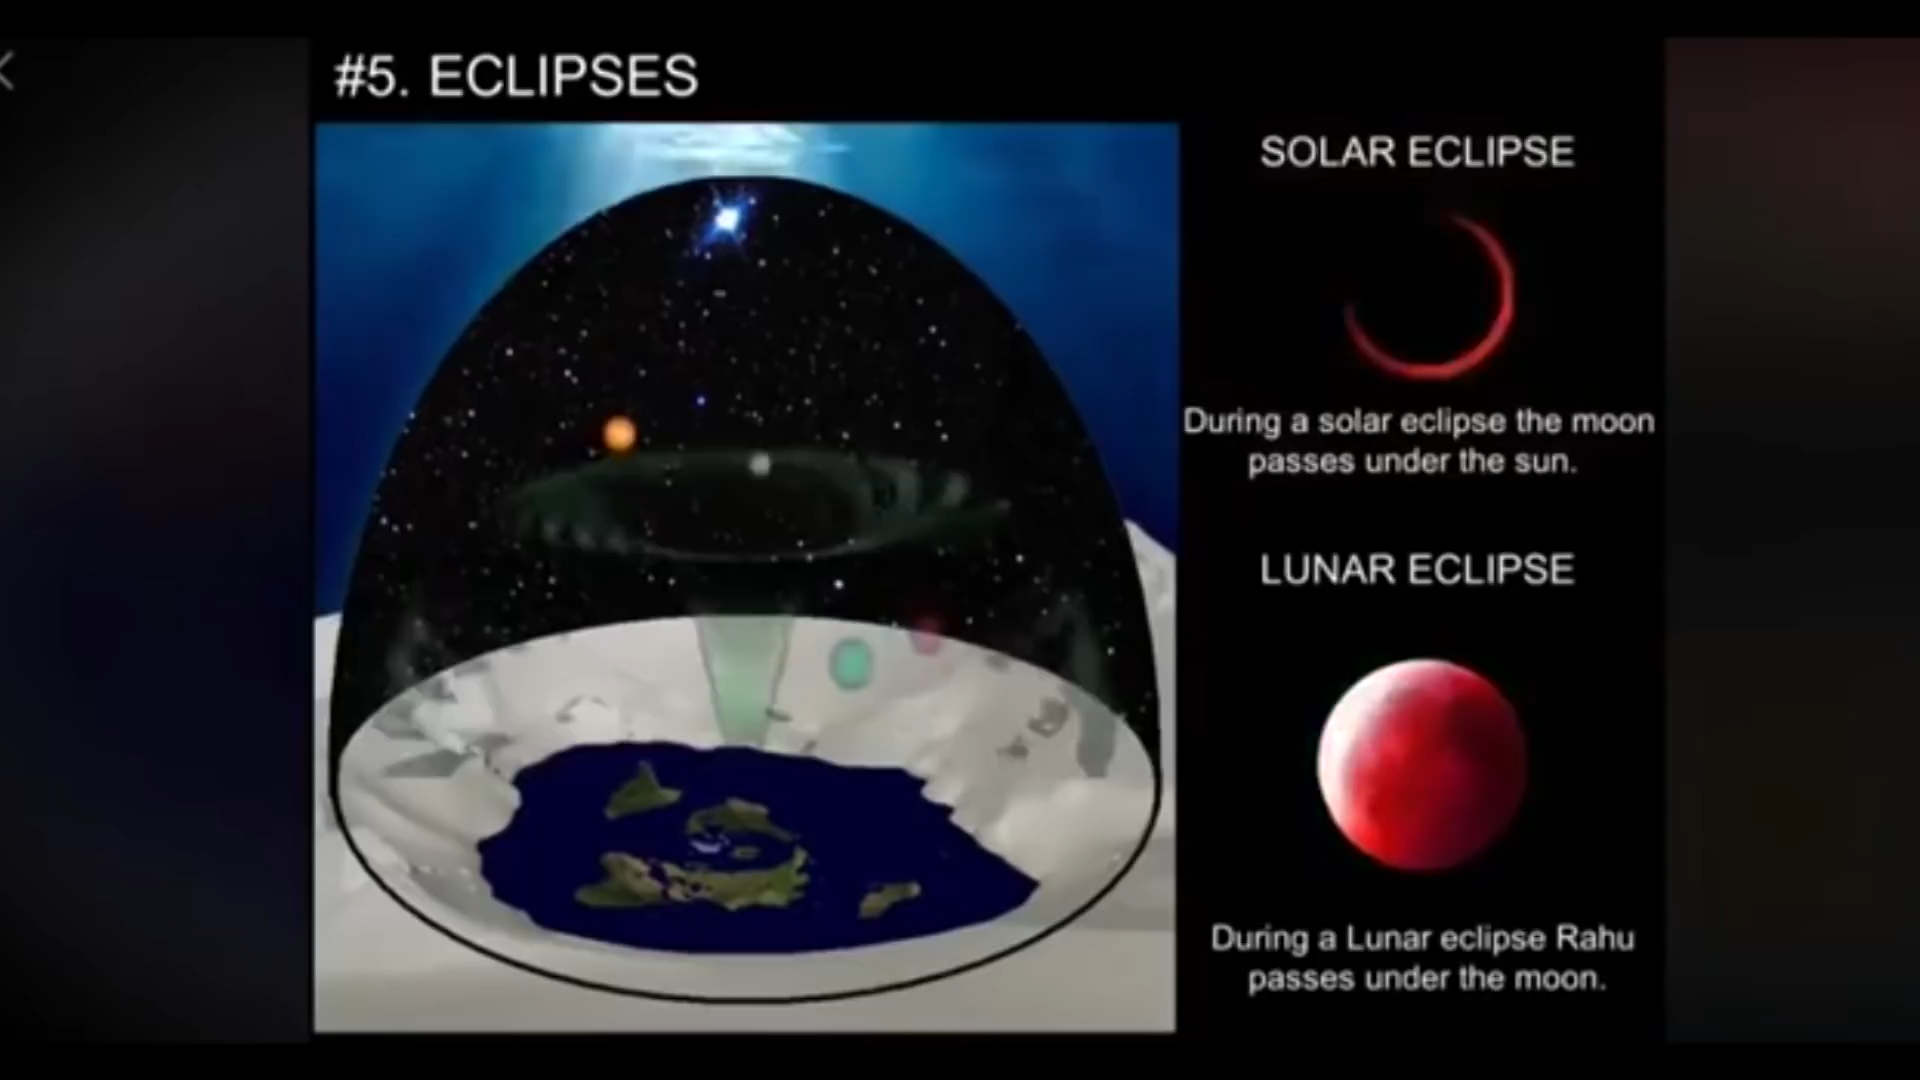 #5. ECLIPSES
SOLAR ECLIPSE
During a solar eclipse the moon
passes under the sun.
LUNAR ECLIPSE
During a Lunar eclipse Rahu
passes under the moon.